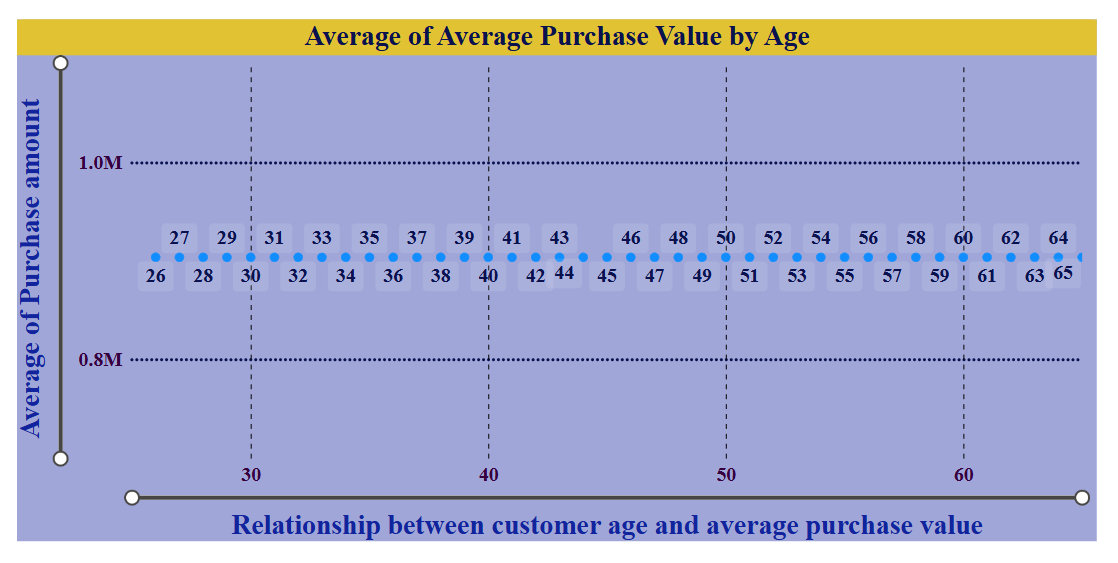 Average of Average Purchase Value by Age
Average of Purchase amount
1.0M
27 29 31 33 35 37 39 41 43 46 48 50 52 54 56 58 60 62 64
26 28 30 32 34 36 38 40 42 44 45 47 49 51 53 55 57 59 61 63 65
0.8M
30 40 50 60
Relationship between customer age and average purchase value